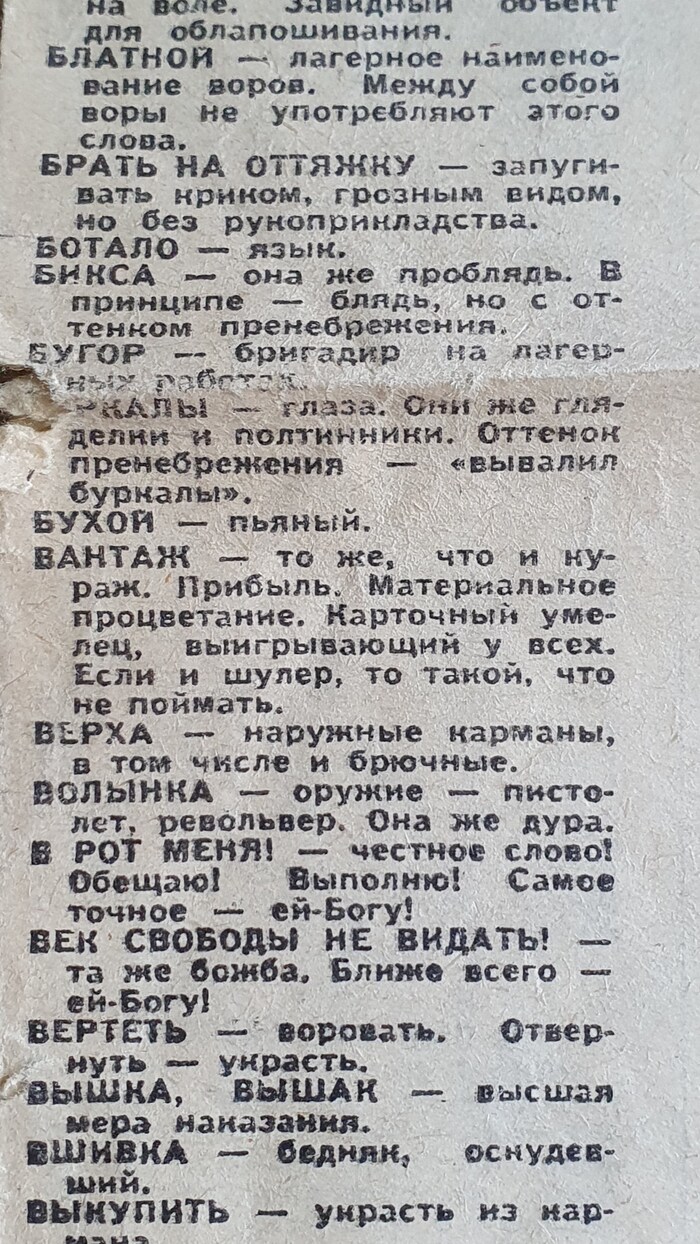 на воле. Завидный объект
для облапошивания.
БЛАТНОЙ — лагерное наимено-
вание воров. Между собой
воры не употребляют этого
слова.
БРАТЬ НА ОТТЯЖКУ — запуги-
вать криком, грозным видом,
но без рукоприкладства.
БОТАЛО — язык.
БИКСА — она же проблядь. В
принципе — блядь, но с от-
тенком пренебрежения.
БУГОР — бригадир на лагер-
ных работах.
РКАЛЫ — глаза. Они же гля-
делки и полтинники. Оттенок
пренебрежения — «вывалил
буркалы».
БУХОЙ — пьяный.
ВАНТАЖ — то же, что и ку-
раж. Прибыль. Материальное
процветание. Карточный уме-
лец, выигрывающий у всех.
Если и шулер, то такой, что
не поймать.
ВЕРХА — наружные карманы,
в том числе и брючные.
ВОЛЫНКА — оружие — писто-
лет, револьвер. Она же дура.
В РОТ МЕНЯ! — честное слово!
Обещаю! Выполню! Самое
точное — ей-Богу!
ВЕК СВОБОДЫ НЕ ВИДАТЬ! —
та же божба. Ближе всего —
ей-Богу!
ВЕРТЕТЬ — воровать. Отвер-
нуть — украсть.
ВЫШКА, ВЫШАК — высшая
мера наказания.
ВШИВКА — бедняк, оскудев-
ший.
ВЫКУПИТЬ — украсть из кар-
мана